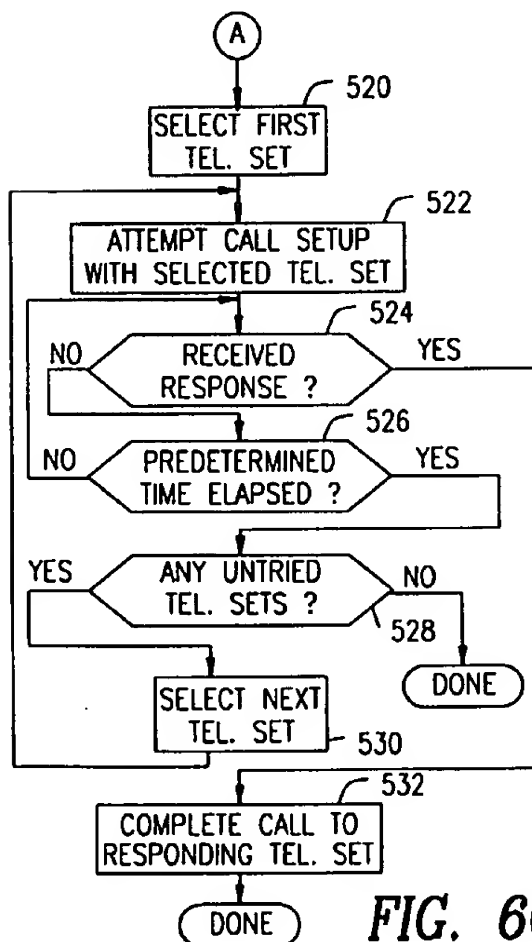 A
520
SELECT FIRST
TEL. SET
522
ATTEMPT CALL SETUP
WITH SELECTED TEL. SET
524
NO
RECEIVED
RESPONSE ?
YES
526
NO
PREDETERMINED
TIME ELAPSED ?
YES
YES
ANY UNTRIED
TEL. SETS ?
NO
528
DONE
SELECT NEXT
TEL. SET
530
532
COMPLETE CALL TO
RESPONDING TEL. SET
DONE
FIG. 6